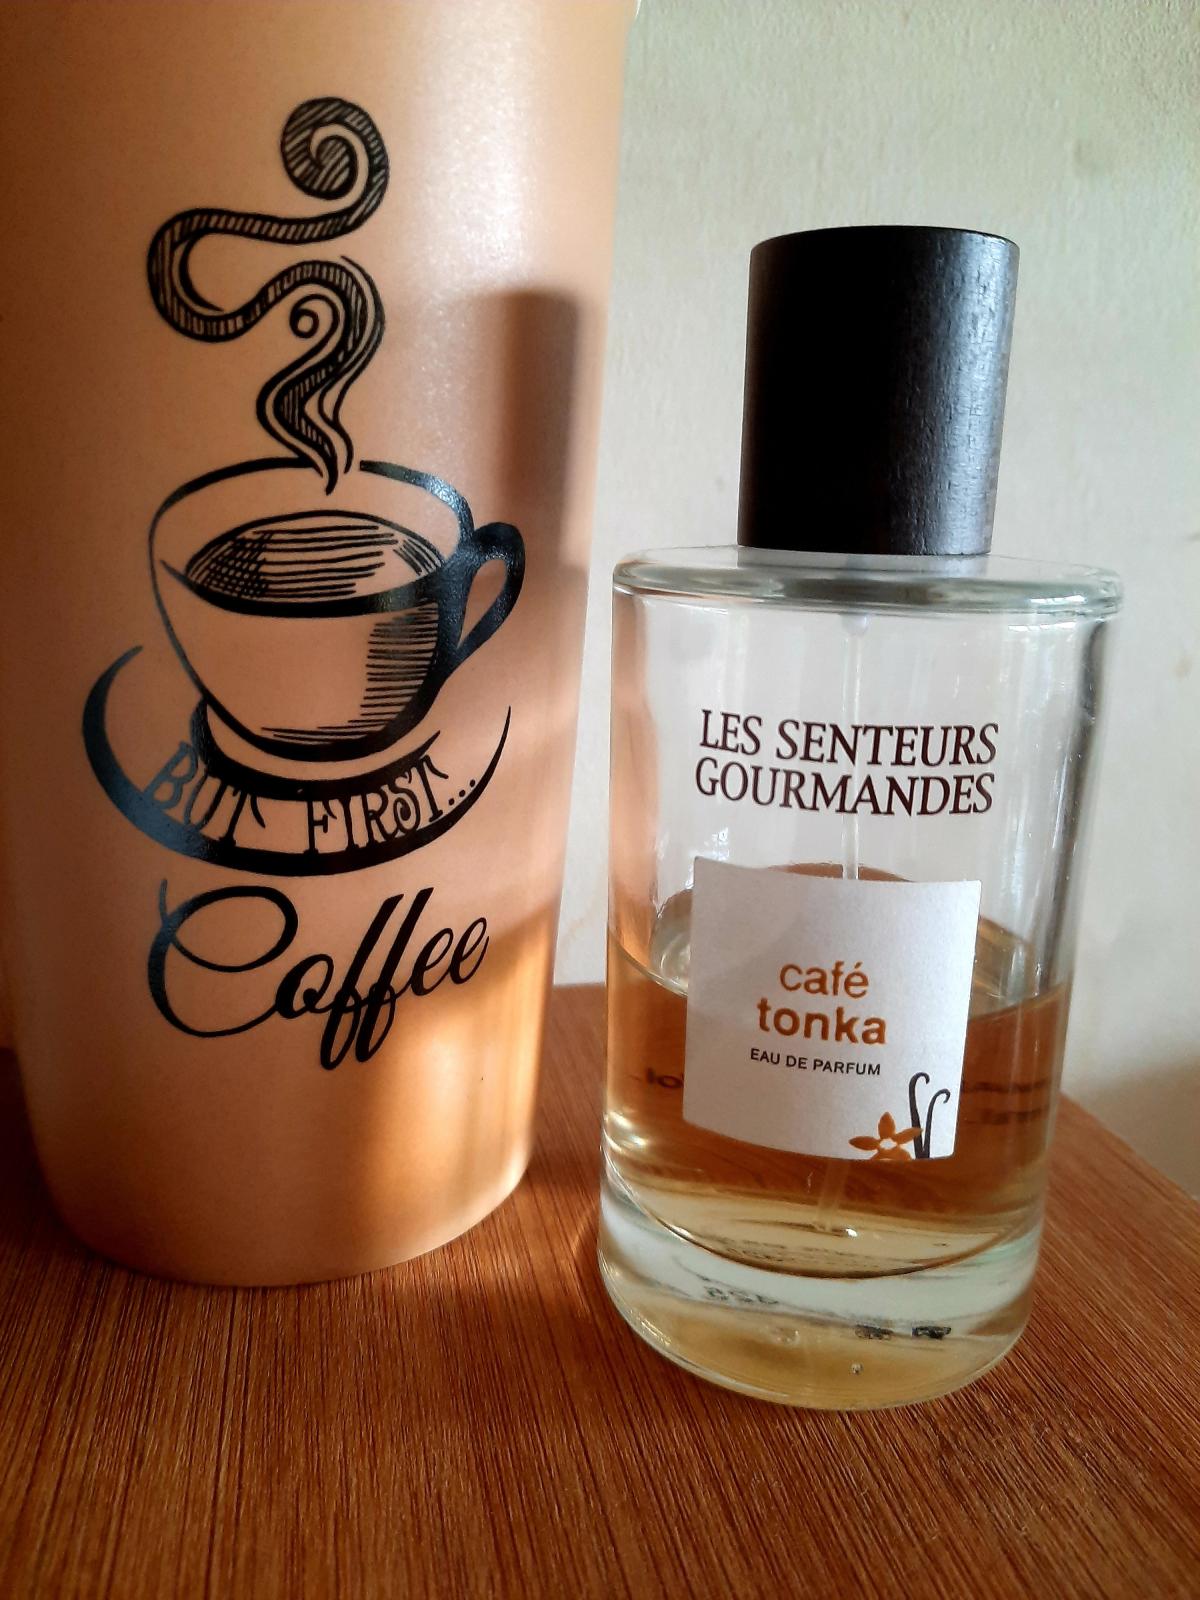 BUT FIRST...
Coffee
LES SENTEURS
GOURMANDES
café
tonka
EAU DE PARFUM